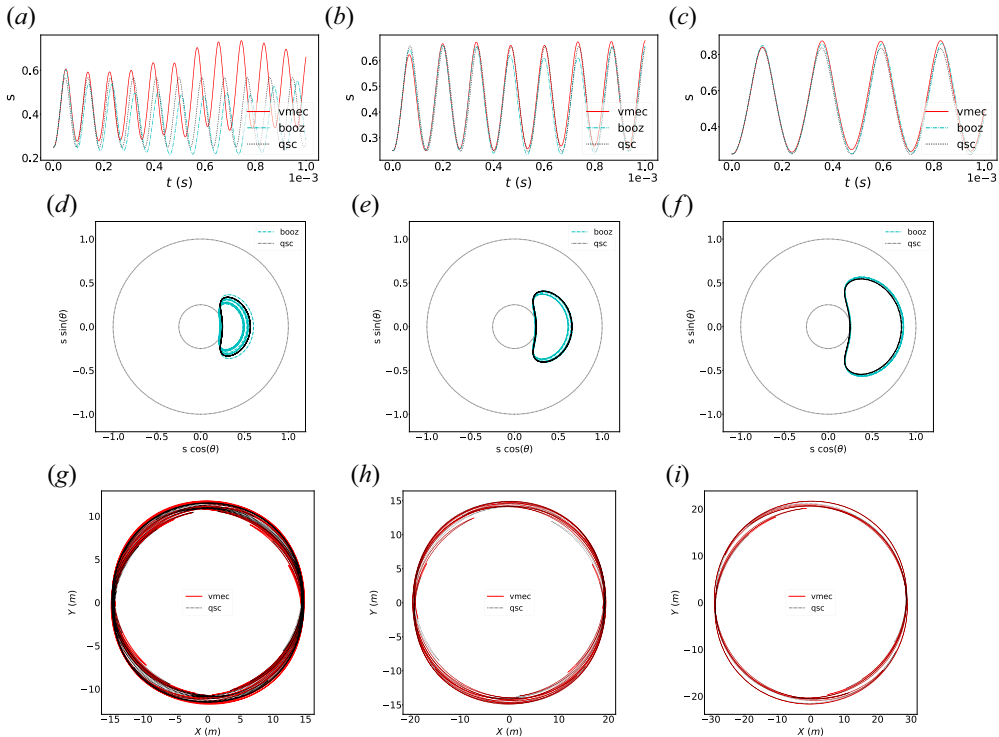 (a)
(b)
(c)
s
0.6
0.4
0.2
vmec
booz
qsc
0.0 0.2 0.4 0.6 0.8 1.0
1e-3
t (s)
s
0.6
0.5
0.4
0.3
vmec
booz
qsc
0.0 0.2 0.4 0.6 0.8 1.0
1e-3
t (s)
s
0.8
0.6
0.4
vmec
booz
qsc
0.0 0.2 0.4 0.6 0.8 1.0
1e-3
t (s)
(d)
(e)
(f)
s sin(θ)
1.0
0.5
0.0
−0.5
−1.0
booz
qsc
−1.0 −0.5 0.0 0.5 1.0
s cos(θ)
s sin(θ)
1.0
0.5
0.0
−0.5
−1.0
booz
qsc
−1.0 −0.5 0.0 0.5 1.0
s cos(θ)
s sin(θ)
1.0
0.5
0.0
−0.5
−1.0
booz
qsc
−1.0 −0.5 0.0 0.5 1.0
s cos(θ)
(g)
(h)
(i)
Y (m)
10
5
0
−5
−10
vmec
qsc
−15 −10 −5 0 5 10 15
X (m)
Y (m)
15
10
5
0
−5
−10
−15
vmec
qsc
−20 −10 0 10 20
X (m)
Y (m)
20
10
0
−10
−20
vmec
qsc
−30 −20 −10 0 10 20 30
X (m)